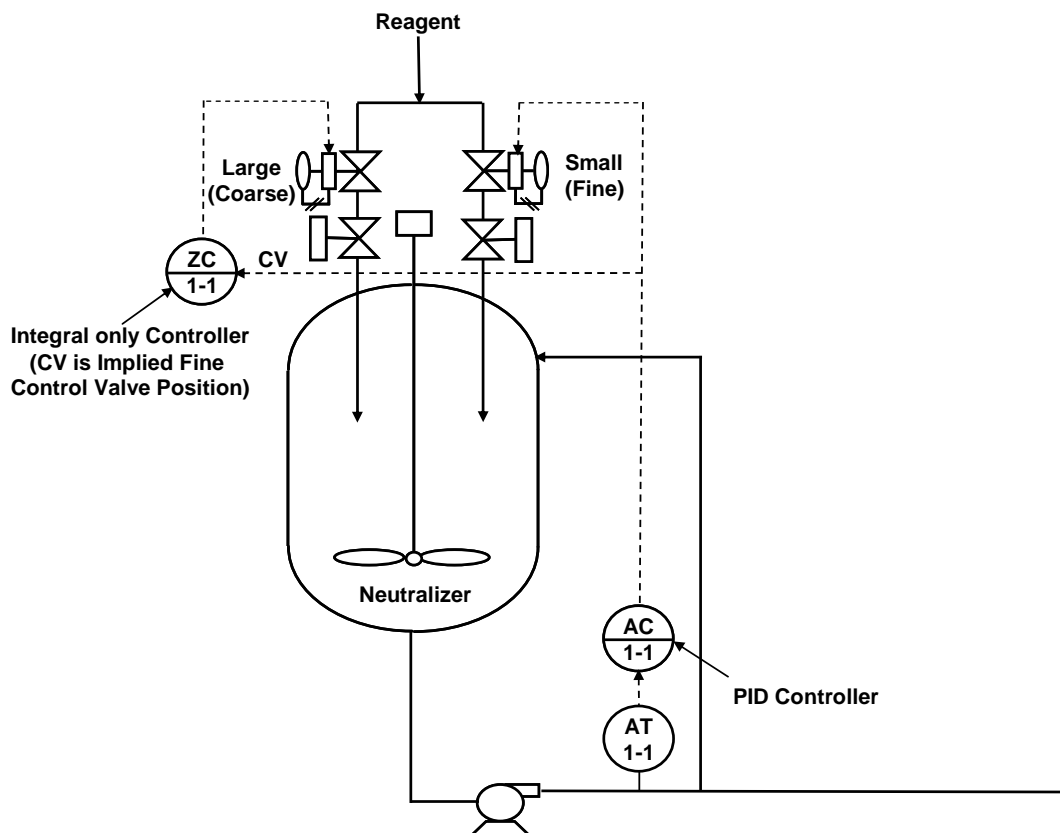 Reagent
Large
(Coarse)
Small
(Fine)
ZC
1-1
CV
Integral only Controller
(CV is Implied Fine
Control Valve Position)
Neutralizer
AC
1-1
PID Controller
AT
1-1